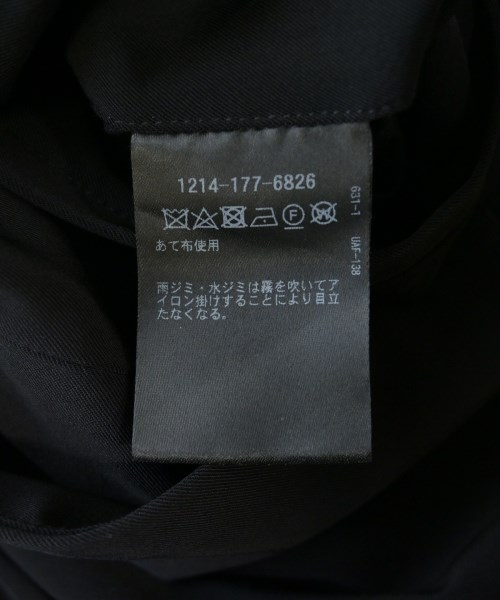 1214-177-6826
あて布使用
雨ジミ・水ジミは霧を吹いてア
イロン掛けすることにより目立
たなくなる。
631-1 UAF-138